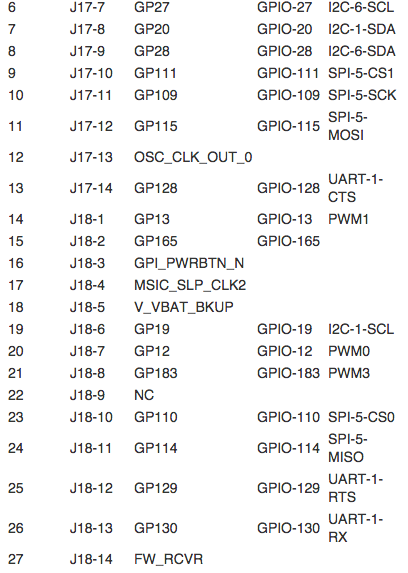 6 J17-7 GP27 GPIO-27 I2C-6-SCL
7 J17-8 GP20 GPIO-20 I2C-1-SDA
8 J17-9 GP28 GPIO-28 I2C-6-SDA
9 J17-10 GP111 GPIO-111 SPI-5-CS1
10 J17-11 GP109 GPIO-109 SPI-5-SCK
11 J17-12 GP115 GPIO-115 SPI-5-
MOSI
12 J17-13 OSC_CLK_OUT_0
13 J17-14 GP128 GPIO-128 UART-1-
CTS
14 J18-1 GP13 GPIO-13 PWM1
15 J18-2 GP165 GPIO-165
16 J18-3 GPI_PWRBTN_N
17 J18-4 MSIC_SLP_CLK2
18 J18-5 V_VBAT_BKUP
19 J18-6 GP19 GPIO-19 I2C-1-SCL
20 J18-7 GP12 GPIO-12 PWM0
21 J18-8 GP183 GPIO-183 PWM3
22 J18-9 NC
23 J18-10 GP110 GPIO-110 SPI-5-CS0
24 J18-11 GP114 GPIO-114 SPI-5-
MISO
25 J18-12 GP129 GPIO-129 UART-1-
RTS
26 J18-13 GP130 GPIO-130 UART-1-
RX
27 J18-14 FW_RCVR